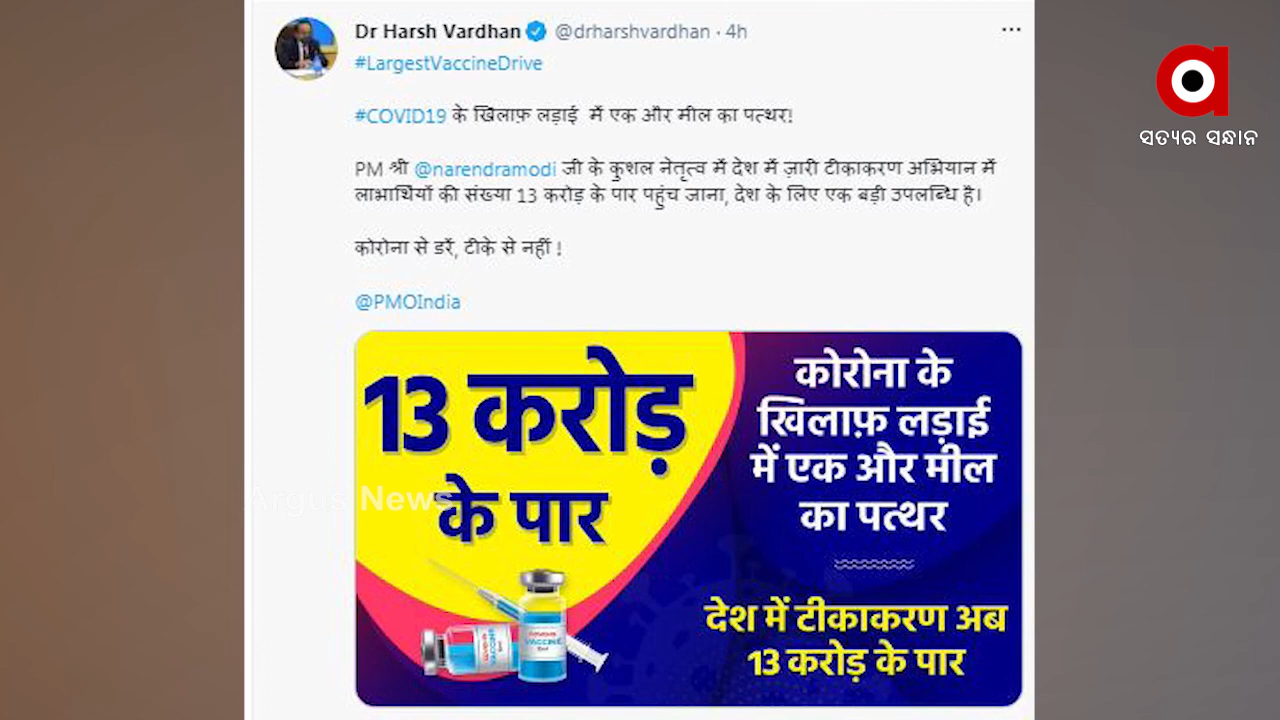 Dr Harsh Vardhan @drharshvardhan · 4h
#LargestVaccineDrive
#COVID19 के खिलाफ़ लड़ाई में एक और मील का पत्थर!
PM श्री @narendramodi जी के कुशल नेतृत्व में देश में ज़ारी टीकाकरण अभियान में
लाभार्थियों की संख्या 13 करोड़ के पार पहुंच जाना, देश के लिए एक बड़ी उपलब्धि है।
कोरोना से डरें, टीके से नहीं !
@PMOIndia
13 करोड़
के पार
कोरोना के
खिलाफ़ लड़ाई
में एक और मील
का पत्थर
देश में टीकाकरण अब
13 करोड़ के पार
VACCINE
VACCINE
Argus News
ସତ୍ୟର ସନ୍ଧାନ